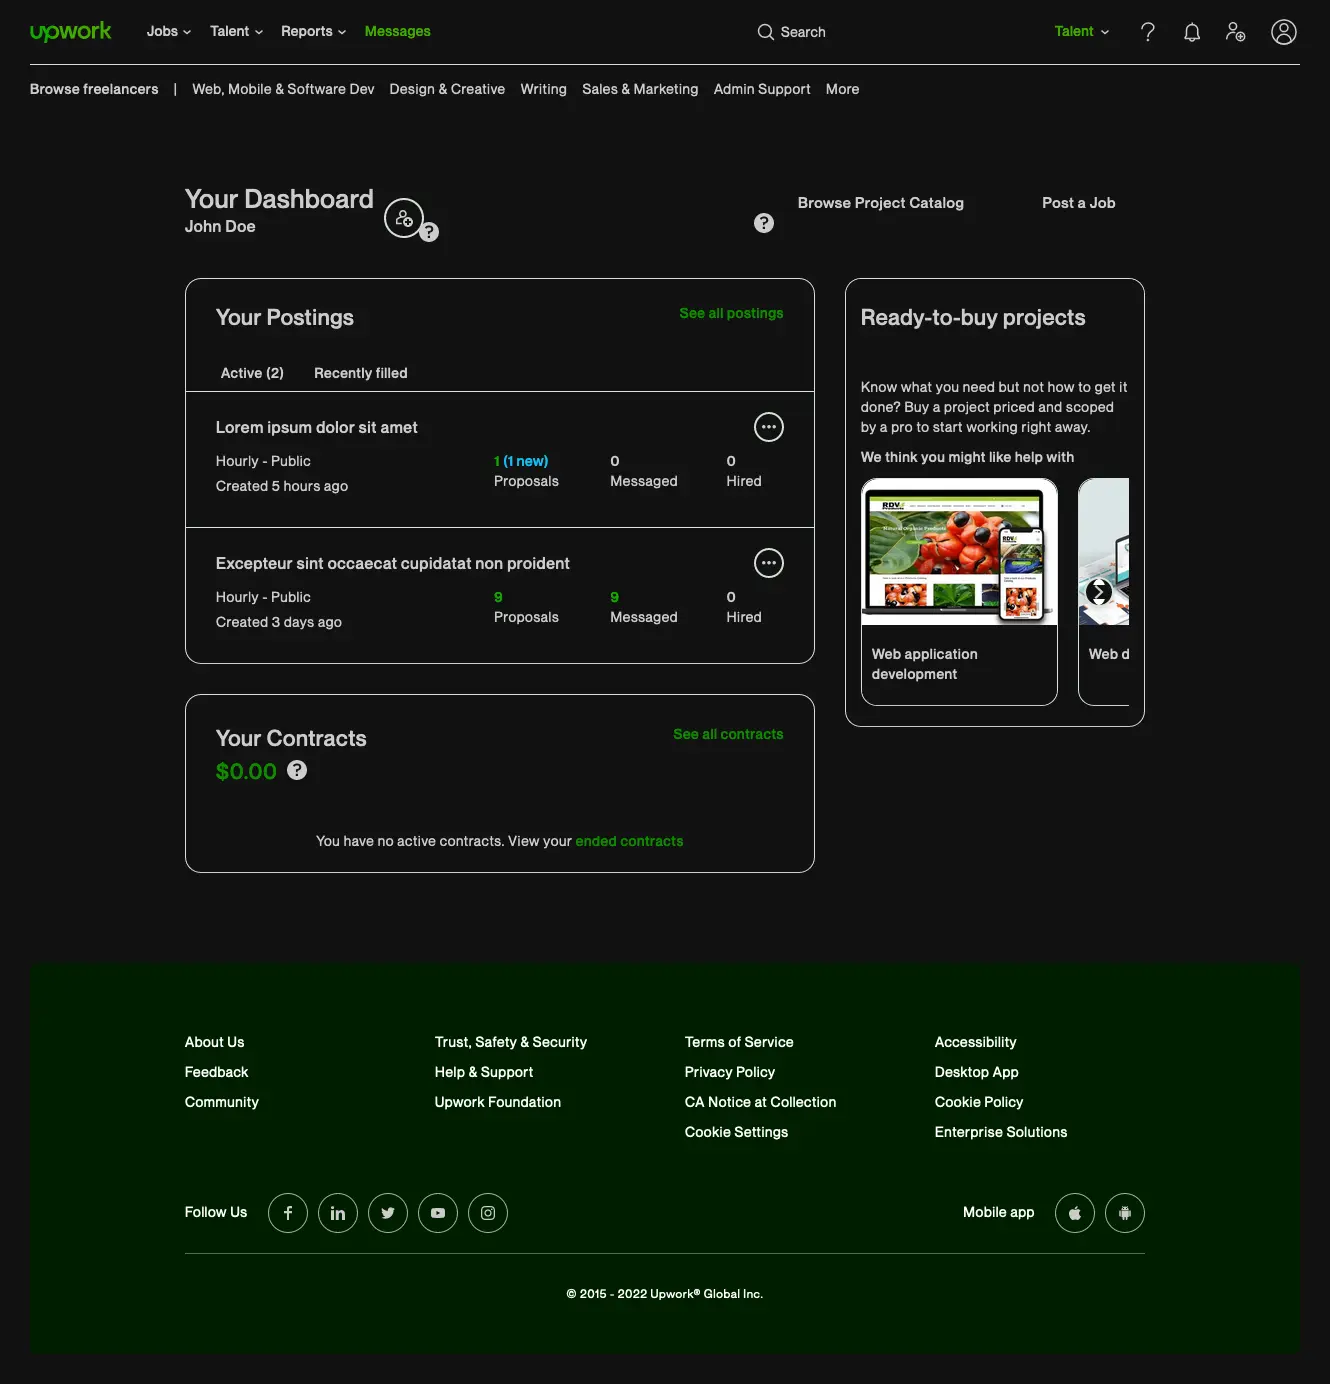 upwork
Jobs Talent Reports Messages Search Talent
Browse freelancers | Web, Mobile & Software Dev Design & Creative Writing Sales & Marketing Admin Support More
Your Dashboard
John Doe
Browse Project Catalog
Post a Job
Your Postings
See all postings
Active (2) Recently filled
Lorem ipsum dolor sit amet
Hourly - Public
Created 5 hours ago
1 (1 new)
Proposals
0
Messaged
0
Hired
Excepteur sint occaecat cupidatat non proident
Hourly - Public
Created 3 days ago
9
Proposals
9
Messaged
0
Hired
Your Contracts
See all contracts
$0.00
You have no active contracts. View your ended contracts
Ready-to-buy projects
Know what you need but not how to get it
done? Buy a project priced and scoped
by a pro to start working right away.
We think you might like help with
RDV
Natural Organic Products
RDV
Web application
development
Web d
About Us
Feedback
Community
Trust, Safety & Security
Help & Support
Upwork Foundation
Terms of Service
Privacy Policy
CA Notice at Collection
Cookie Settings
Accessibility
Desktop App
Cookie Policy
Enterprise Solutions
Follow Us
Mobile app
© 2015 - 2022 Upwork® Global Inc.